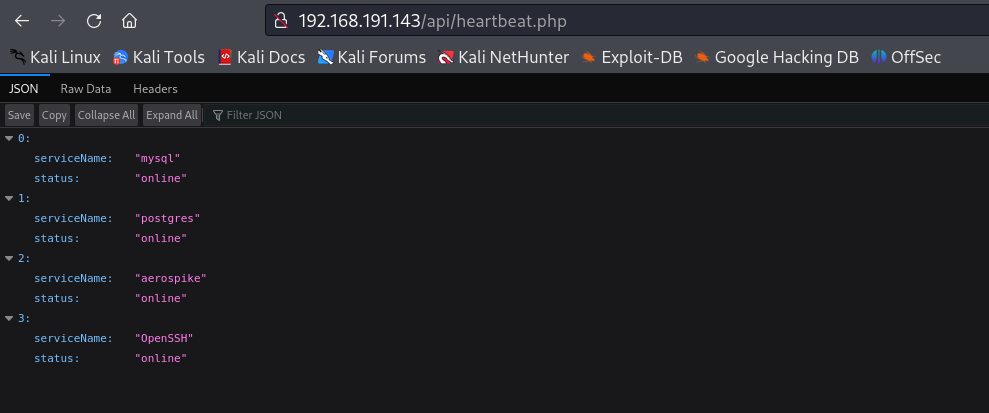 192.168.191.143/api/heartbeat.php
Kali Linux Kali Tools Kali Docs Kali Forums Kali NetHunter Exploit-DB Google Hacking DB OffSec
JSON Raw Data Headers
Save Copy Collapse All Expand All Filter JSON
0:
serviceName: "mysql"
status: "online"
1:
serviceName: "postgres"
status: "online"
2:
serviceName: "aerospike"
status: "online"
3:
serviceName: "OpenSSH"
status: "online"